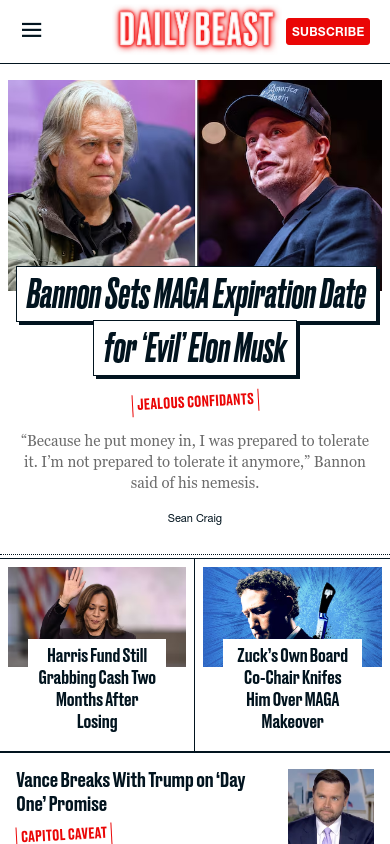 DAILY BEAST
SUBSCRIBE
America
Again
Bannon Sets MAGA Expiration Date
for ‘Evil’ Elon Musk
JEALOUS CONFIDANTS
“Because he put money in, I was prepared to tolerate
it. I’m not prepared to tolerate it anymore,” Bannon
said of his nemesis.
Sean Craig
Harris Fund Still
Grabbing Cash Two
Months After
Losing
Zuck’s Own Board
Co-Chair Knifes
Him Over MAGA
Makeover
Vance Breaks With Trump on ‘Day
One’ Promise
CAPITOL CAVEAT